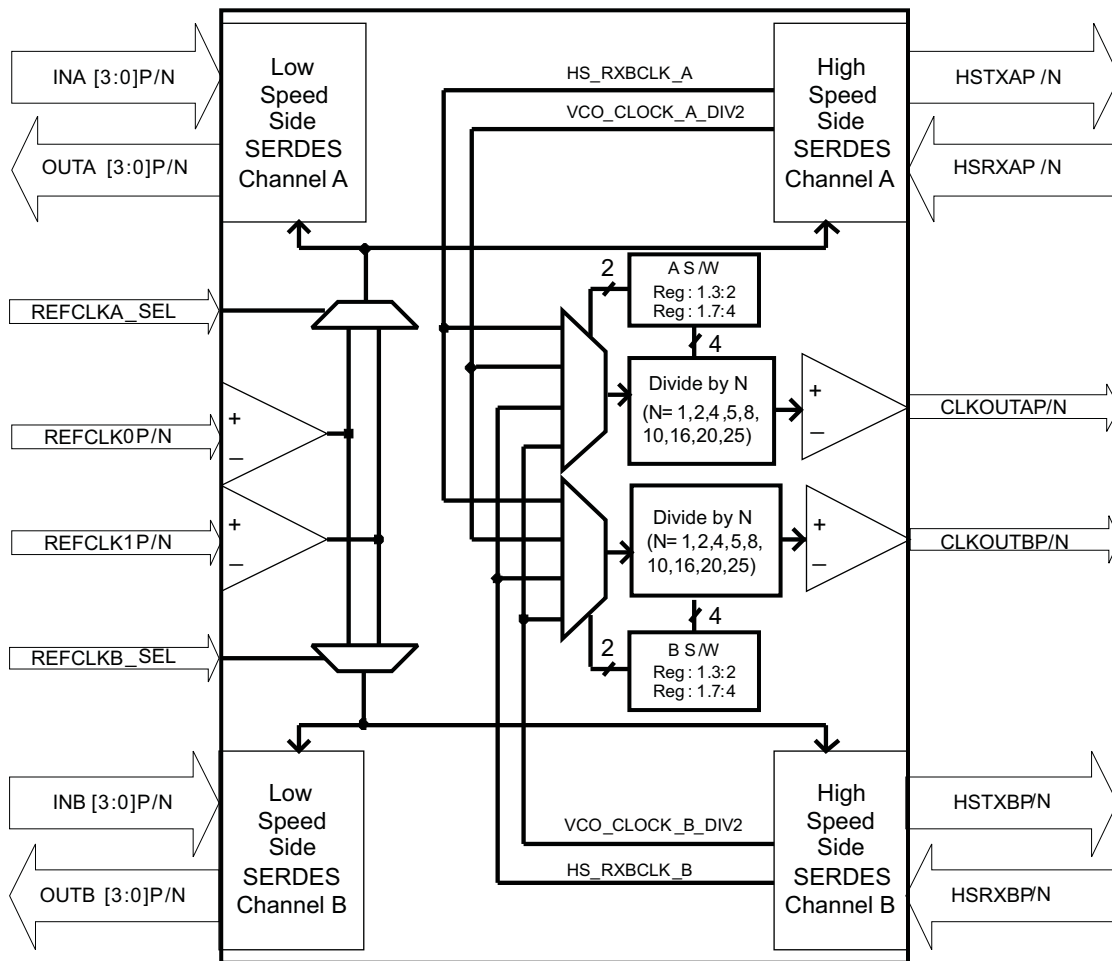 INA [3:0]P/N
OUTA [3:0]P/N
Low
Speed
Side
SERDES
Channel A
HS_RXBCLK_A
VCO_CLOCK_A_DIV2
High
Speed
Side
SERDES
Channel A
HSTXAP/N
HSRXAP/N
REFCLKA_SEL
REFCLK0P/N
+
−
REFCLK1P/N
+
−
REFCLKB_SEL
2
A S/W
Reg: 1.3:2
Reg: 1.7:4
4
Divide by N
(N= 1,2,4,5,8,
10,16,20,25)
+
−
CLKOUTAP/N
Divide by N
(N= 1,2,4,5,8,
10,16,20,25)
+
−
CLKOUTBP/N
4
2
B S/W
Reg: 1.3:2
Reg: 1.7:4
INB [3:0]P/N
OUTB [3:0]P/N
Low
Speed
Side
SERDES
Channel B
VCO_CLOCK_B_DIV2
HS_RXBCLK_B
High
Speed
Side
SERDES
Channel B
HSTXBP/N
HSRXBP/N